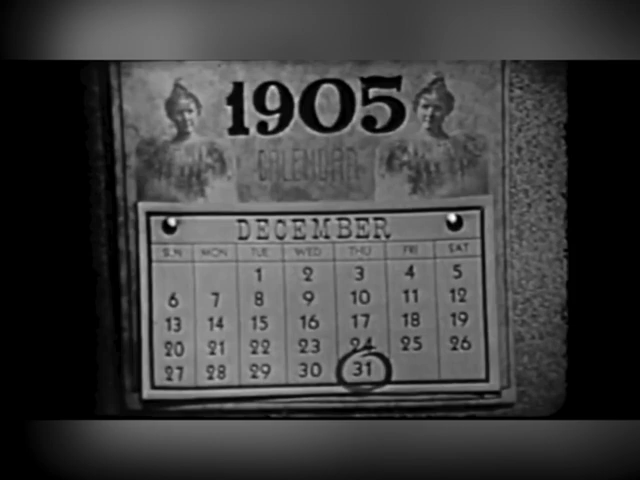 1905
CALENDAR
DECEMBER
SUN MON TUE WED THU FRI SAT
1 2 3 4 5
6 7 8 9 10 11 12
13 14 15 16 17 18 19
20 21 22 23 24 25 26
27 28 29 30 31